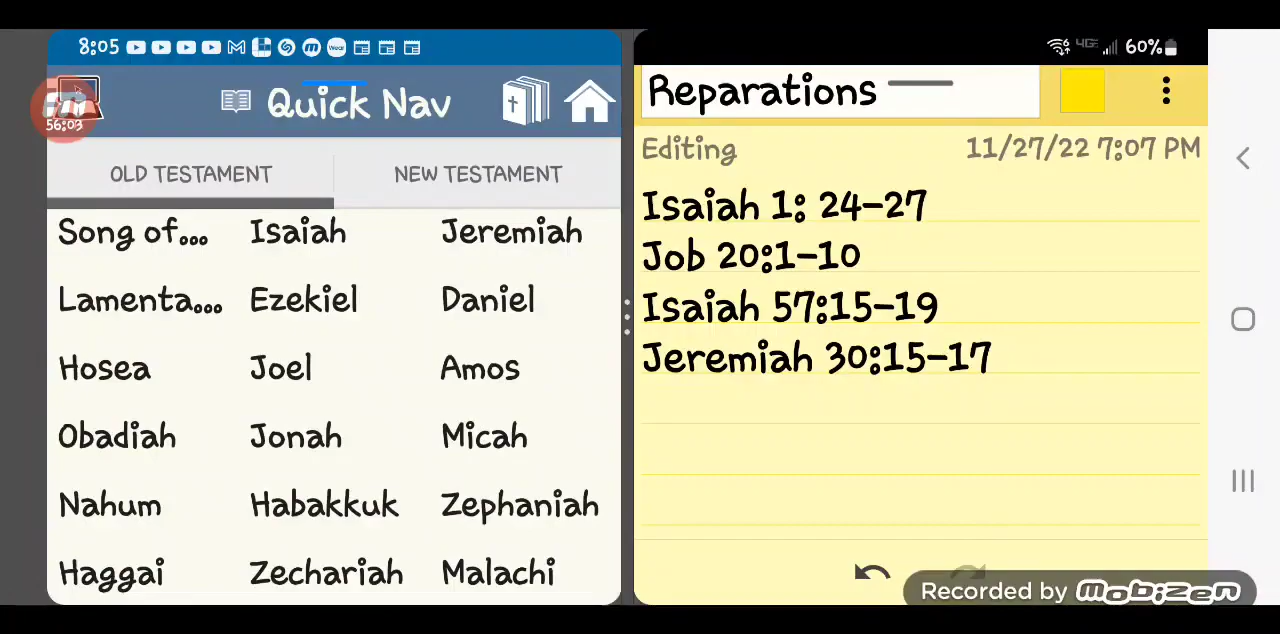 8:05
60%
56:03
Quick Nav
OLD TESTAMENT NEW TESTAMENT
Song of... Isaiah Jeremiah
Lamenta... Ezekiel Daniel
Hosea Joel Amos
Obadiah Jonah Micah
Nahum Habakkuk Zephaniah
Haggai Zechariah Malachi
Reparations
Editing 11/27/22 7:07 PM
Isaiah 1: 24-27
Job 20:1-10
Isaiah 57:15-19
Jeremiah 30:15-17
Recorded by MOBIZEN